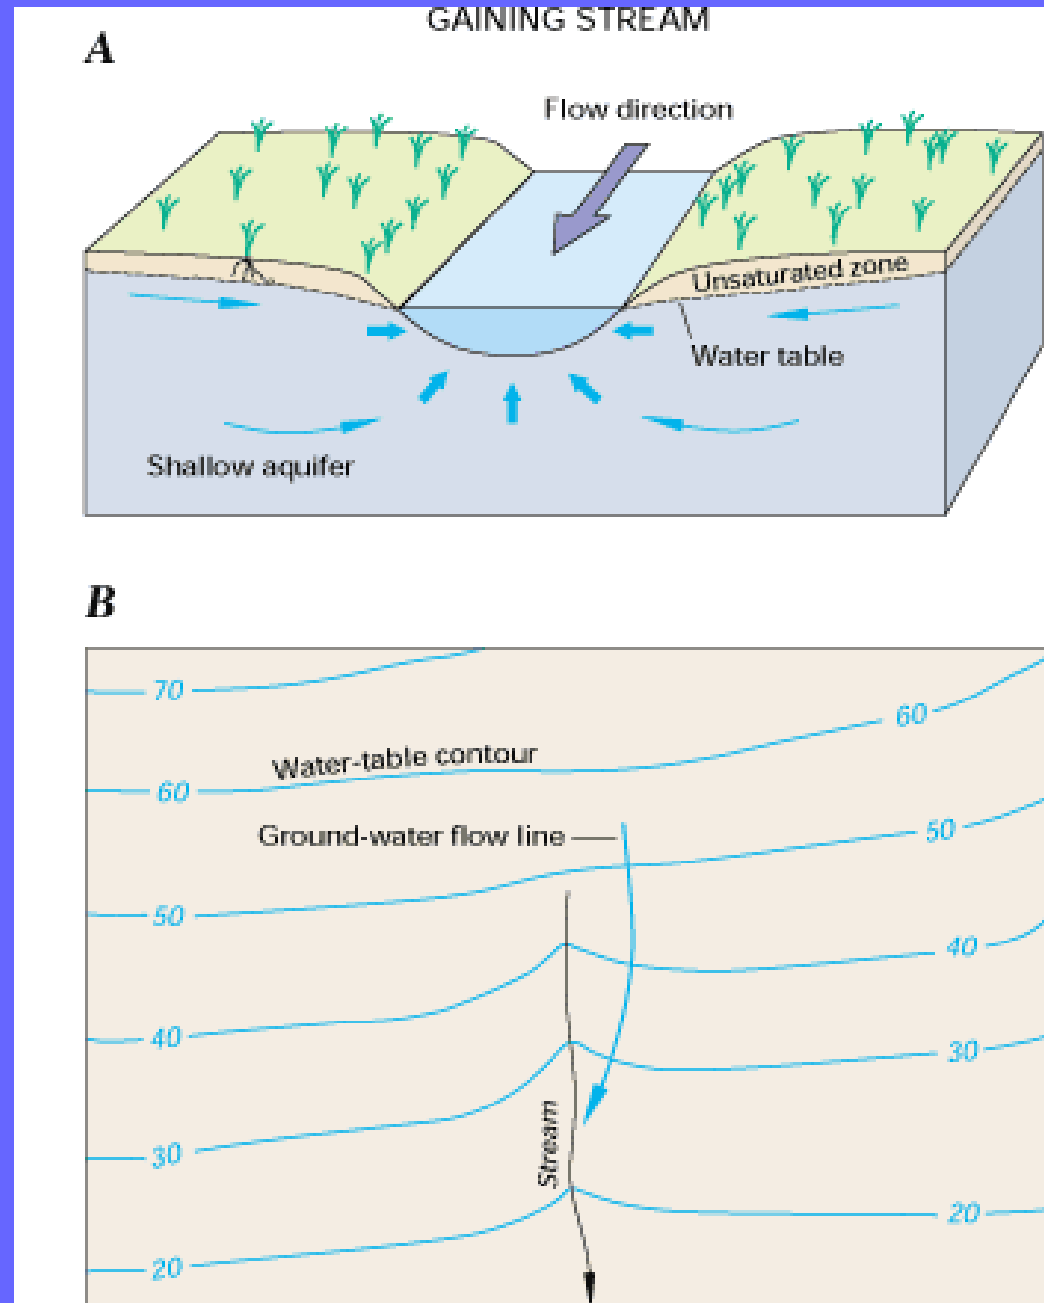 GAINING STREAM
A
Flow direction
Unsaturated zone
Water table
Shallow aquifer
B
70
60
Water-table contour
60
Ground-water flow line
50
50
40
40
30
30
Stream
20
20